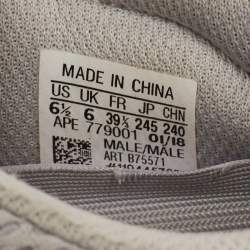 MADE IN CHINA
US UK FR JP CHN
6½ 6 39⅓ 245 240
APE 779001 01/18
MALE/MÂLE
ART B75571